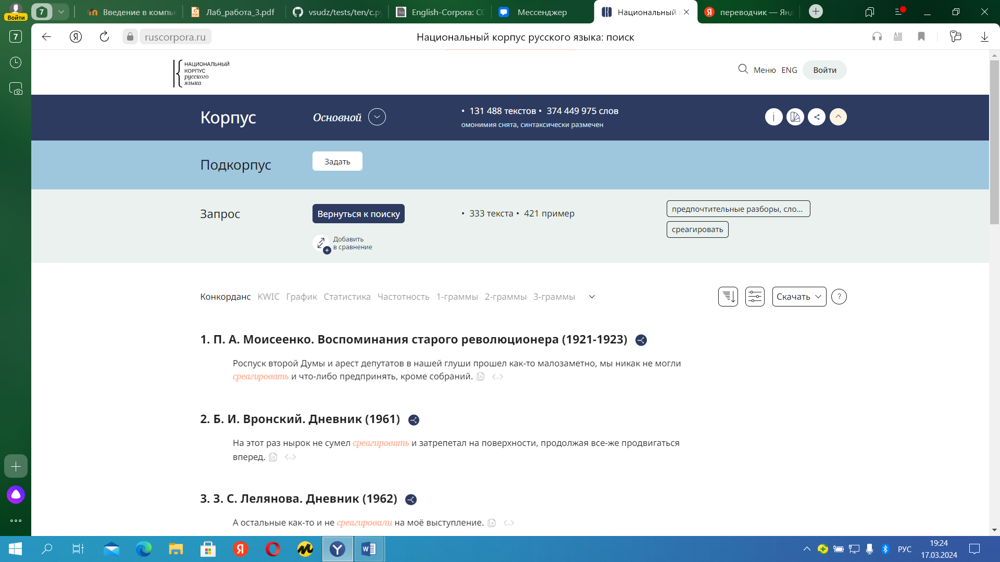 Войти
7
Введение в компь
Лаб_работа_3.pdf
vsudz/tests/ten/c.py
English-Corpora: CO
Мессенджер
Национальный
переводчик — Янд
7
ruscorpora.ru
Национальный корпус русского языка: поиск
НАЦИОНАЛЬНЫЙ
КОРПУС
русского
языка
Меню ENG Войти
Корпус
Основной
• 131 488 текстов • 374 449 975 слов
омонимия снята, синтаксически размечен
Подкорпус
Задать
Запрос
Вернуться к поиску
• 333 текста • 421 пример
предпочтительные разборы, сло...
среагировать
Добавить
в сравнение
Конкорданс KWIC График Статистика Частотность 1-граммы 2-граммы 3-граммы
Скачать
?
1. П. А. Моисеенко. Воспоминания старого революционера (1921-1923)
Роспуск второй Думы и арест депутатов в нашей глуши прошел как-то малозаметно, мы никак не могли
среагировать и что-либо предпринять, кроме собраний.
2. Б. И. Вронский. Дневник (1961)
На этот раз нырок не сумел среагировать и затрепетал на поверхности, продолжая все-же продвигаться
вперед.
3. З. С. Лелянова. Дневник (1962)
А остальные как-то и не среагировали на моё выступление.
РУС
19:24
17.03.2024